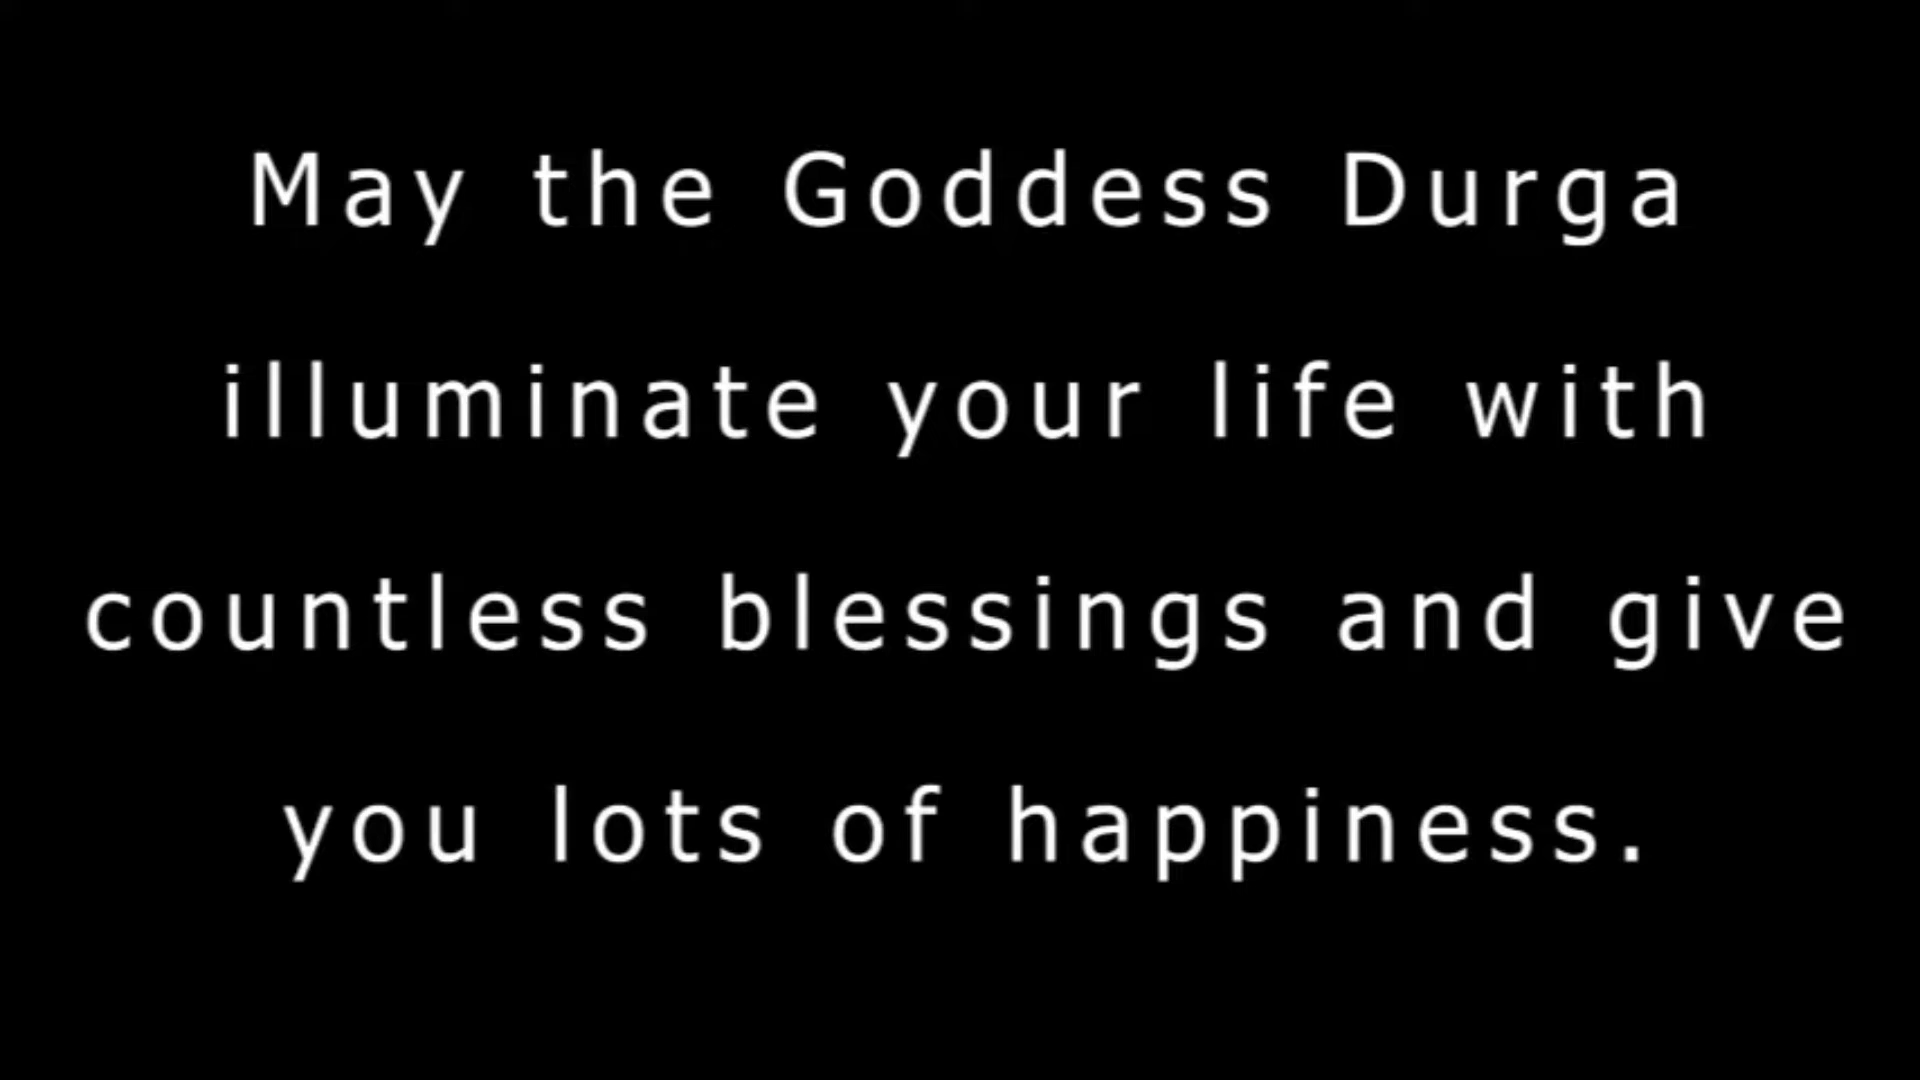 May the Goddess Durga
illuminate your life with
countless blessings and give
you lots of happiness.